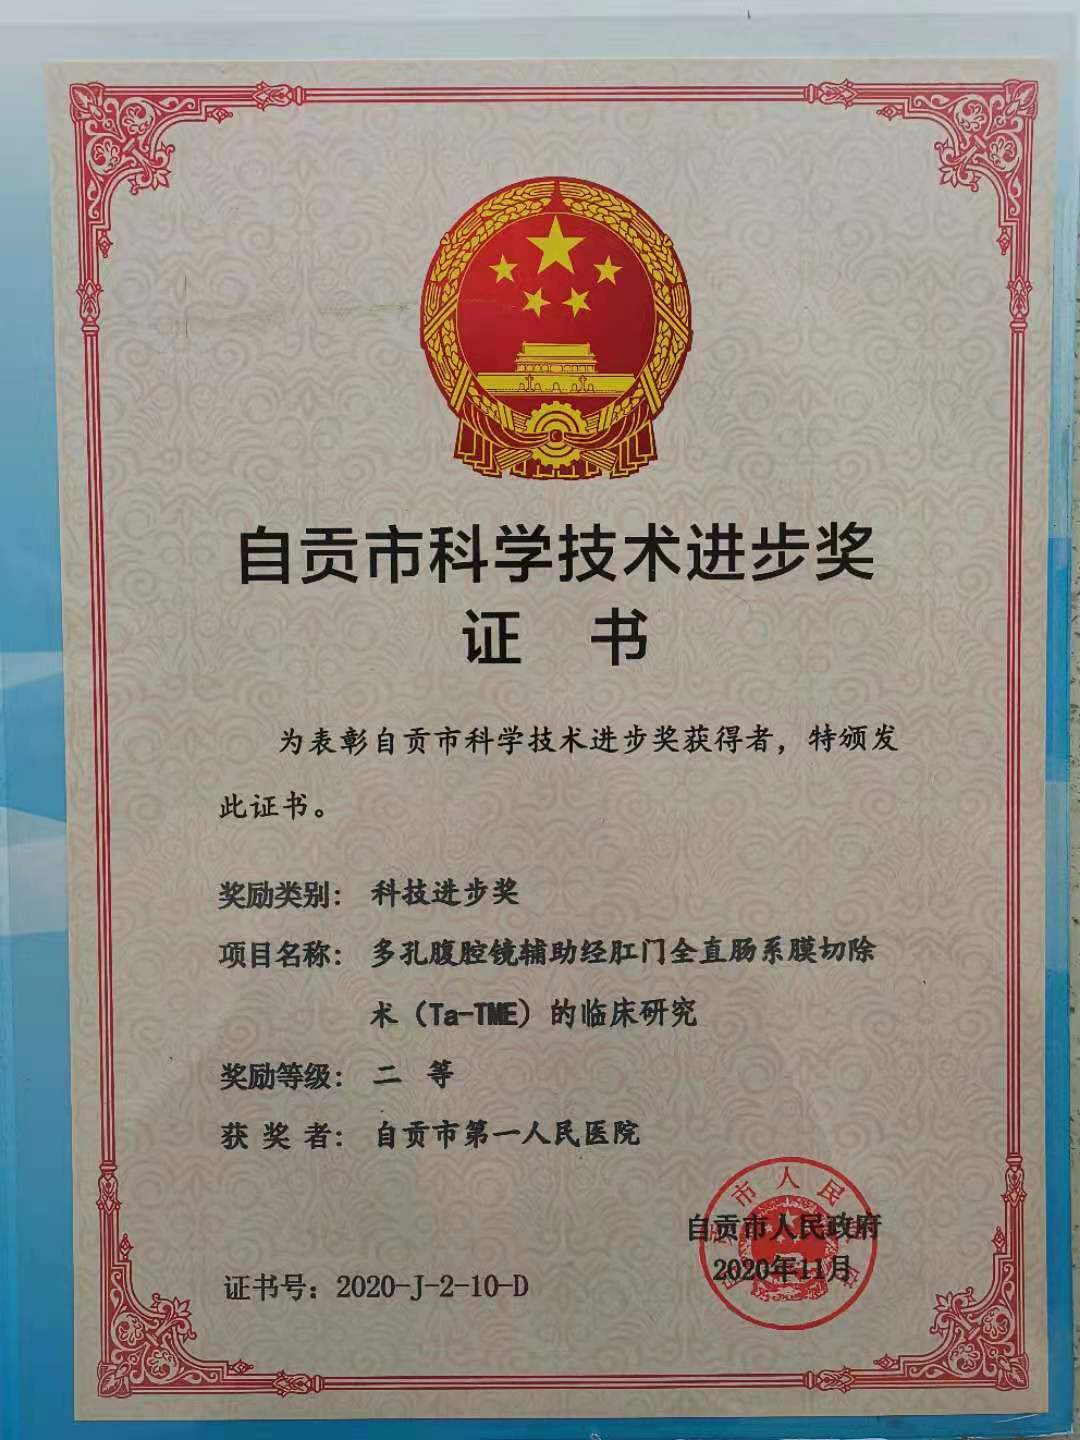 自贡市科学技术进步奖
证 书
为表彰自贡市科学技术进步奖获得者，特颁发
此证书。
奖励类别： 科技进步奖
项目名称： 多孔腹腔镜辅助经肛门全直肠系膜切除
术（Ta-TME）的临床研究
奖励等级： 二 等
获 奖 者： 自贡市第一人民医院
自贡市人民政府
2020年11月
证书号：2020-J-2-10-D